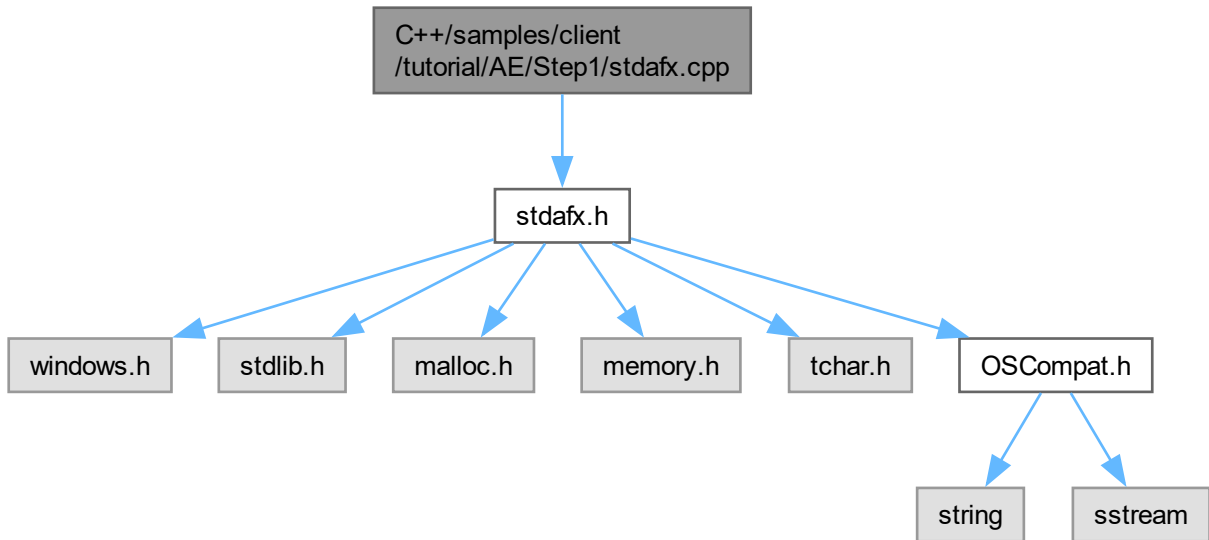 C++/samples/client
/tutorial/AE/Step1/stdafx.cpp
stdafx.h
windows.h
stdlib.h
malloc.h
memory.h
tchar.h
OSCompat.h
string
sstream